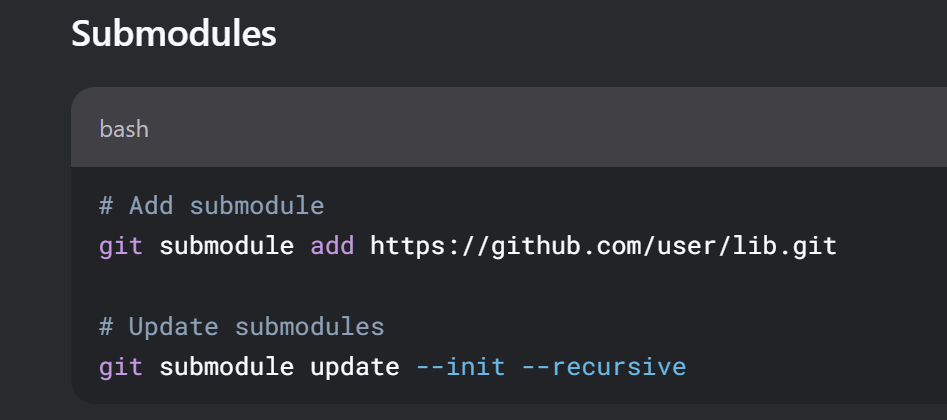 Submodules
bash
# Add submodule
git submodule add https://github.com/user/lib.git
# Update submodules
git submodule update --init --recursive